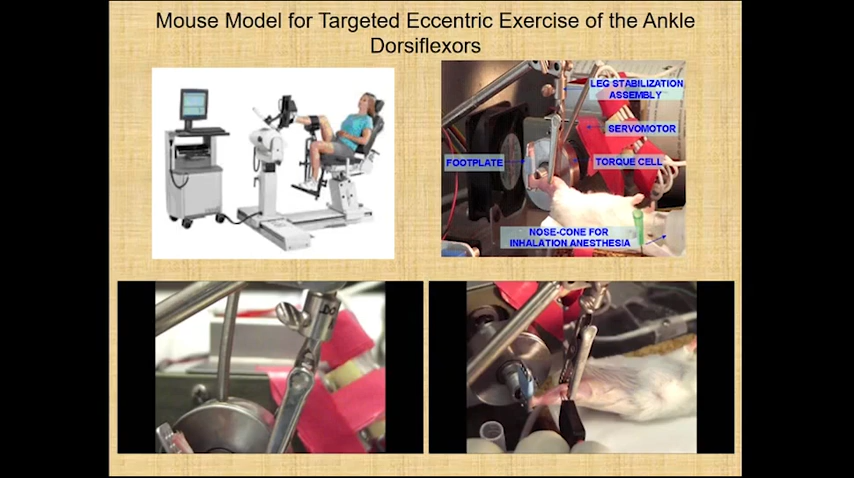 Mouse Model for Targeted Eccentric Exercise of the Ankle
Dorsiflexors
LEG STABILIZATION
ASSEMBLY
SERVOMOTOR
FOOTPLATE
TORQUE CELL
NOSE-CONE FOR
INHALATION ANESTHESIA